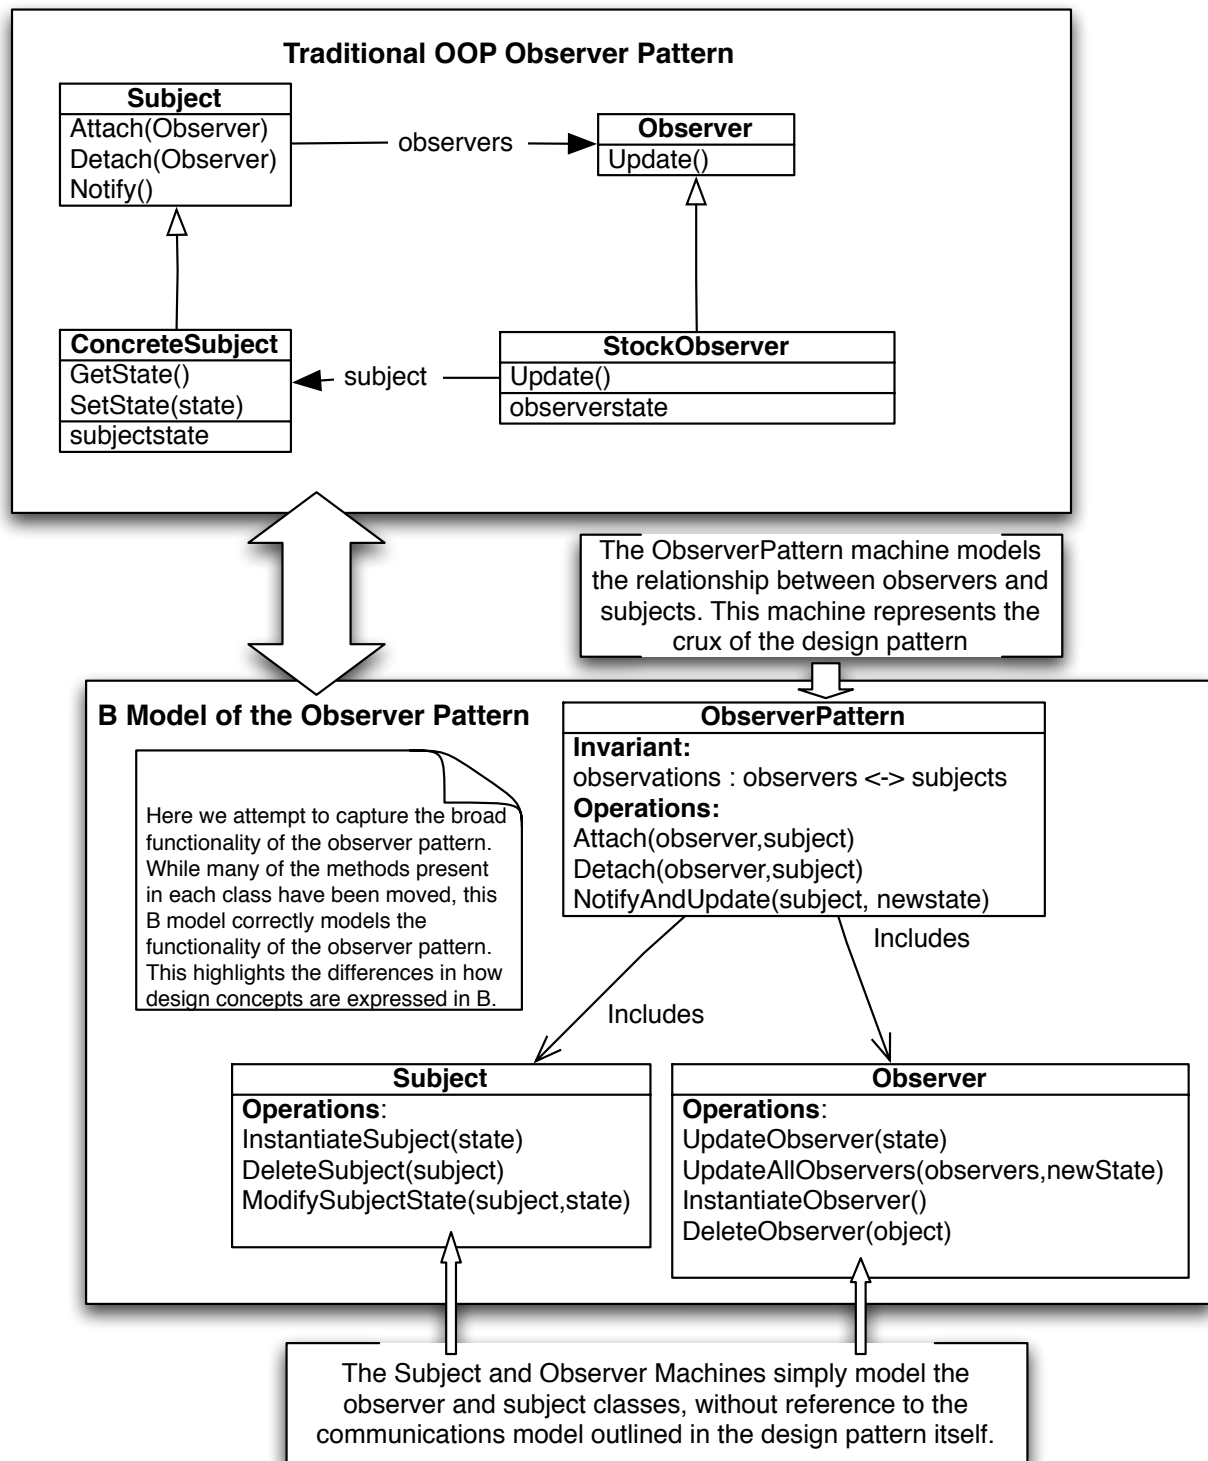 Traditional OOP Observer Pattern
Subject
Attach(Observer)
Detach(Observer)
Notify()
observers
Observer
Update()
ConcreteSubject
GetState()
SetState(state)
subjectstate
subject
StockObserver
Update()
observerstate
The ObserverPattern machine models
the relationship between observers and
subjects. This machine represents the
crux of the design pattern
B Model of the Observer Pattern
Here we attempt to capture the broad
functionality of the observer pattern.
While many of the methods present
in each class have been moved, this
B model correctly models the
functionality of the observer pattern.
This highlights the differences in how
design concepts are expressed in B.
ObserverPattern
Invariant:
observations : observers <-> subjects
Operations:
Attach(observer,subject)
Detach(observer,subject)
NotifyAndUpdate(subject, newstate)
Includes
Includes
Subject
Operations:
InstantiateSubject(state)
DeleteSubject(subject)
ModifySubjectState(subject,state)
Observer
Operations:
UpdateObserver(state)
UpdateAllObservers(observers,newState)
InstantiateObserver()
DeleteObserver(object)
The Subject and Observer Machines simply model the
observer and subject classes, without reference to the
communications model outlined in the design pattern itself.